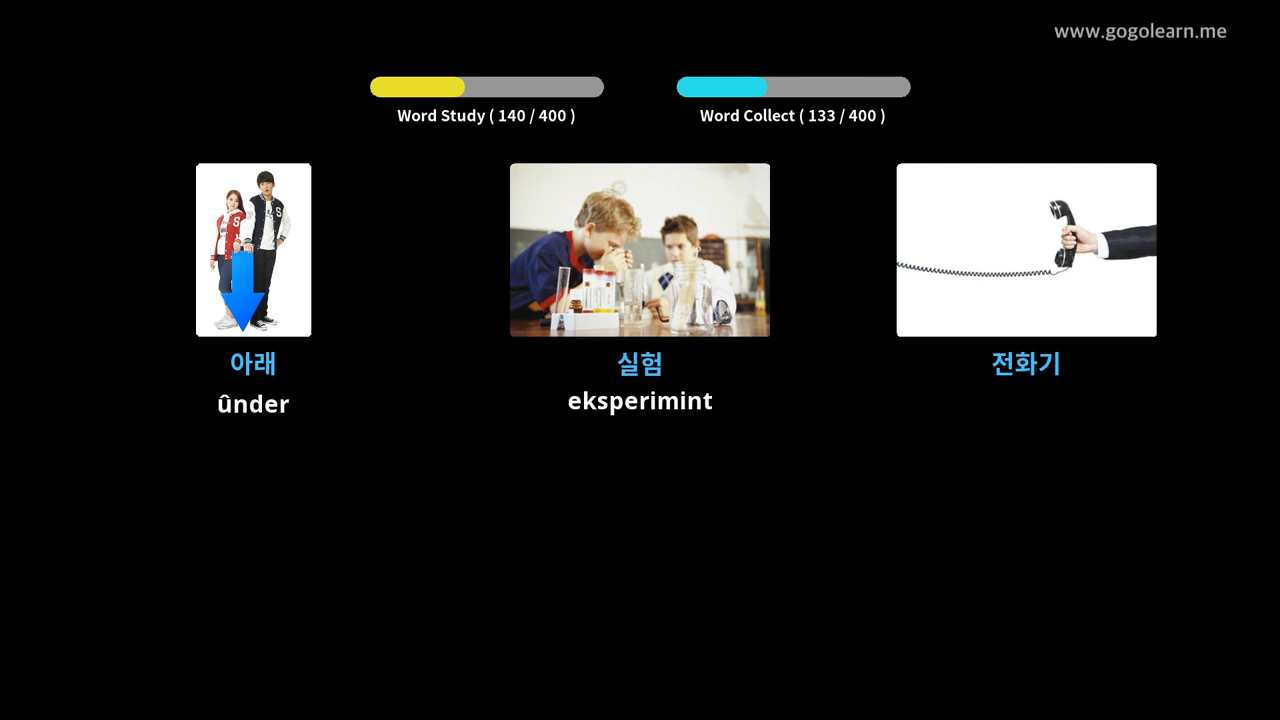 www.gogolearn.me
Word Study ( 140 / 400 )
Word Collect ( 133 / 400 )
아래
실험
전화기
ûnder
eksperimint